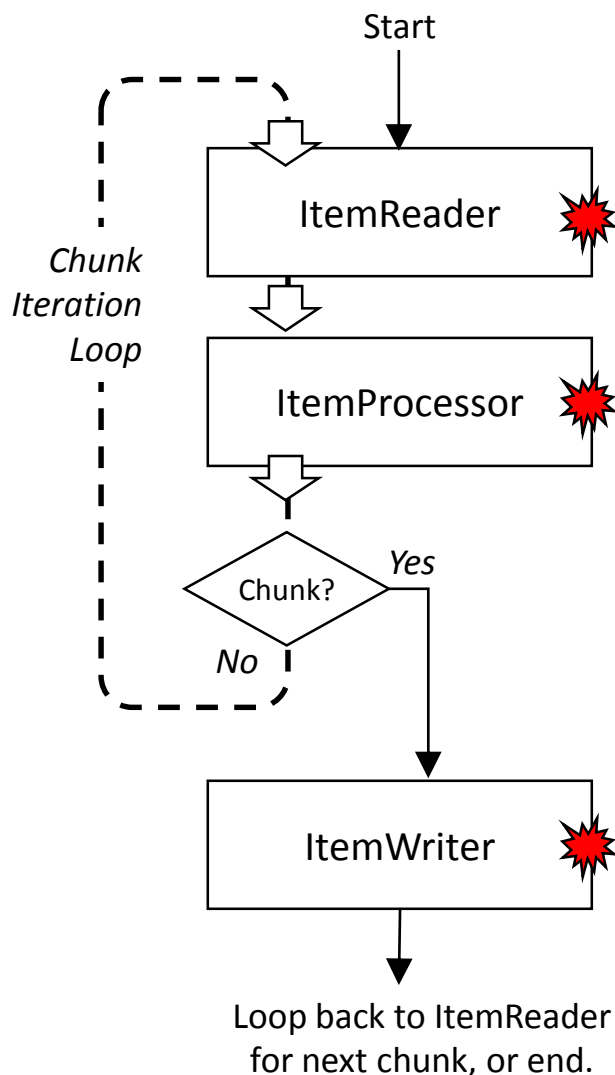 Start
ItemReader
Chunk
Iteration
Loop
ItemProcessor
Yes
Chunk?
No
ItemWriter
Loop back to ItemReader
for next chunk, or end.